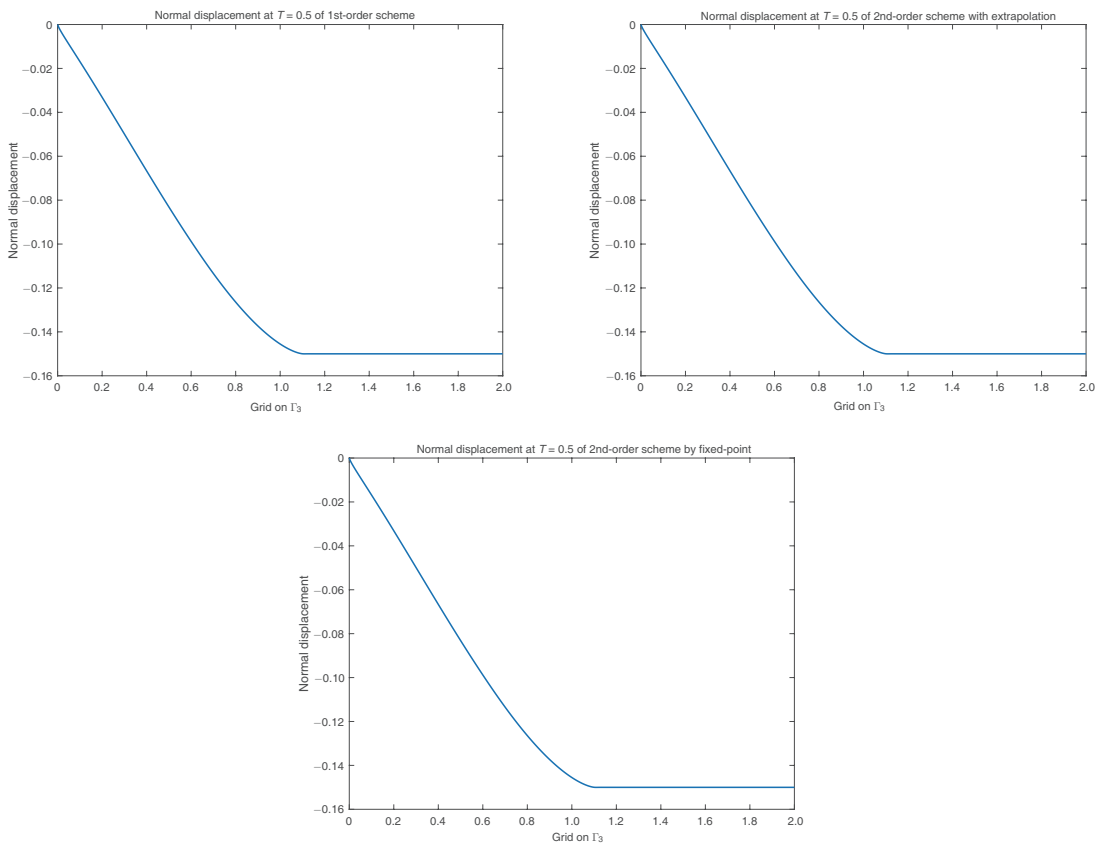 Normal displacement at T = 0.5 of 1st-order scheme
0
−0.02
−0.04
−0.06
−0.08
−0.10
−0.12
−0.14
−0.16
Normal displacement
0 0.2 0.4 0.6 0.8 1.0 1.2 1.4 1.6 1.8 2.0
Grid on Γ3
Normal displacement at T = 0.5 of 2nd-order scheme with extrapolation
0
−0.02
−0.04
−0.06
−0.08
−0.10
−0.12
−0.14
−0.16
Normal displacement
0 0.2 0.4 0.6 0.8 1.0 1.2 1.4 1.6 1.8 2.0
Grid on Γ3
Normal displacement at T = 0.5 of 2nd-order scheme by fixed-point
0
−0.02
−0.04
−0.06
−0.08
−0.10
−0.12
−0.14
−0.16
Normal displacement
0 0.2 0.4 0.6 0.8 1.0 1.2 1.4 1.6 1.8 2.0
Grid on Γ3